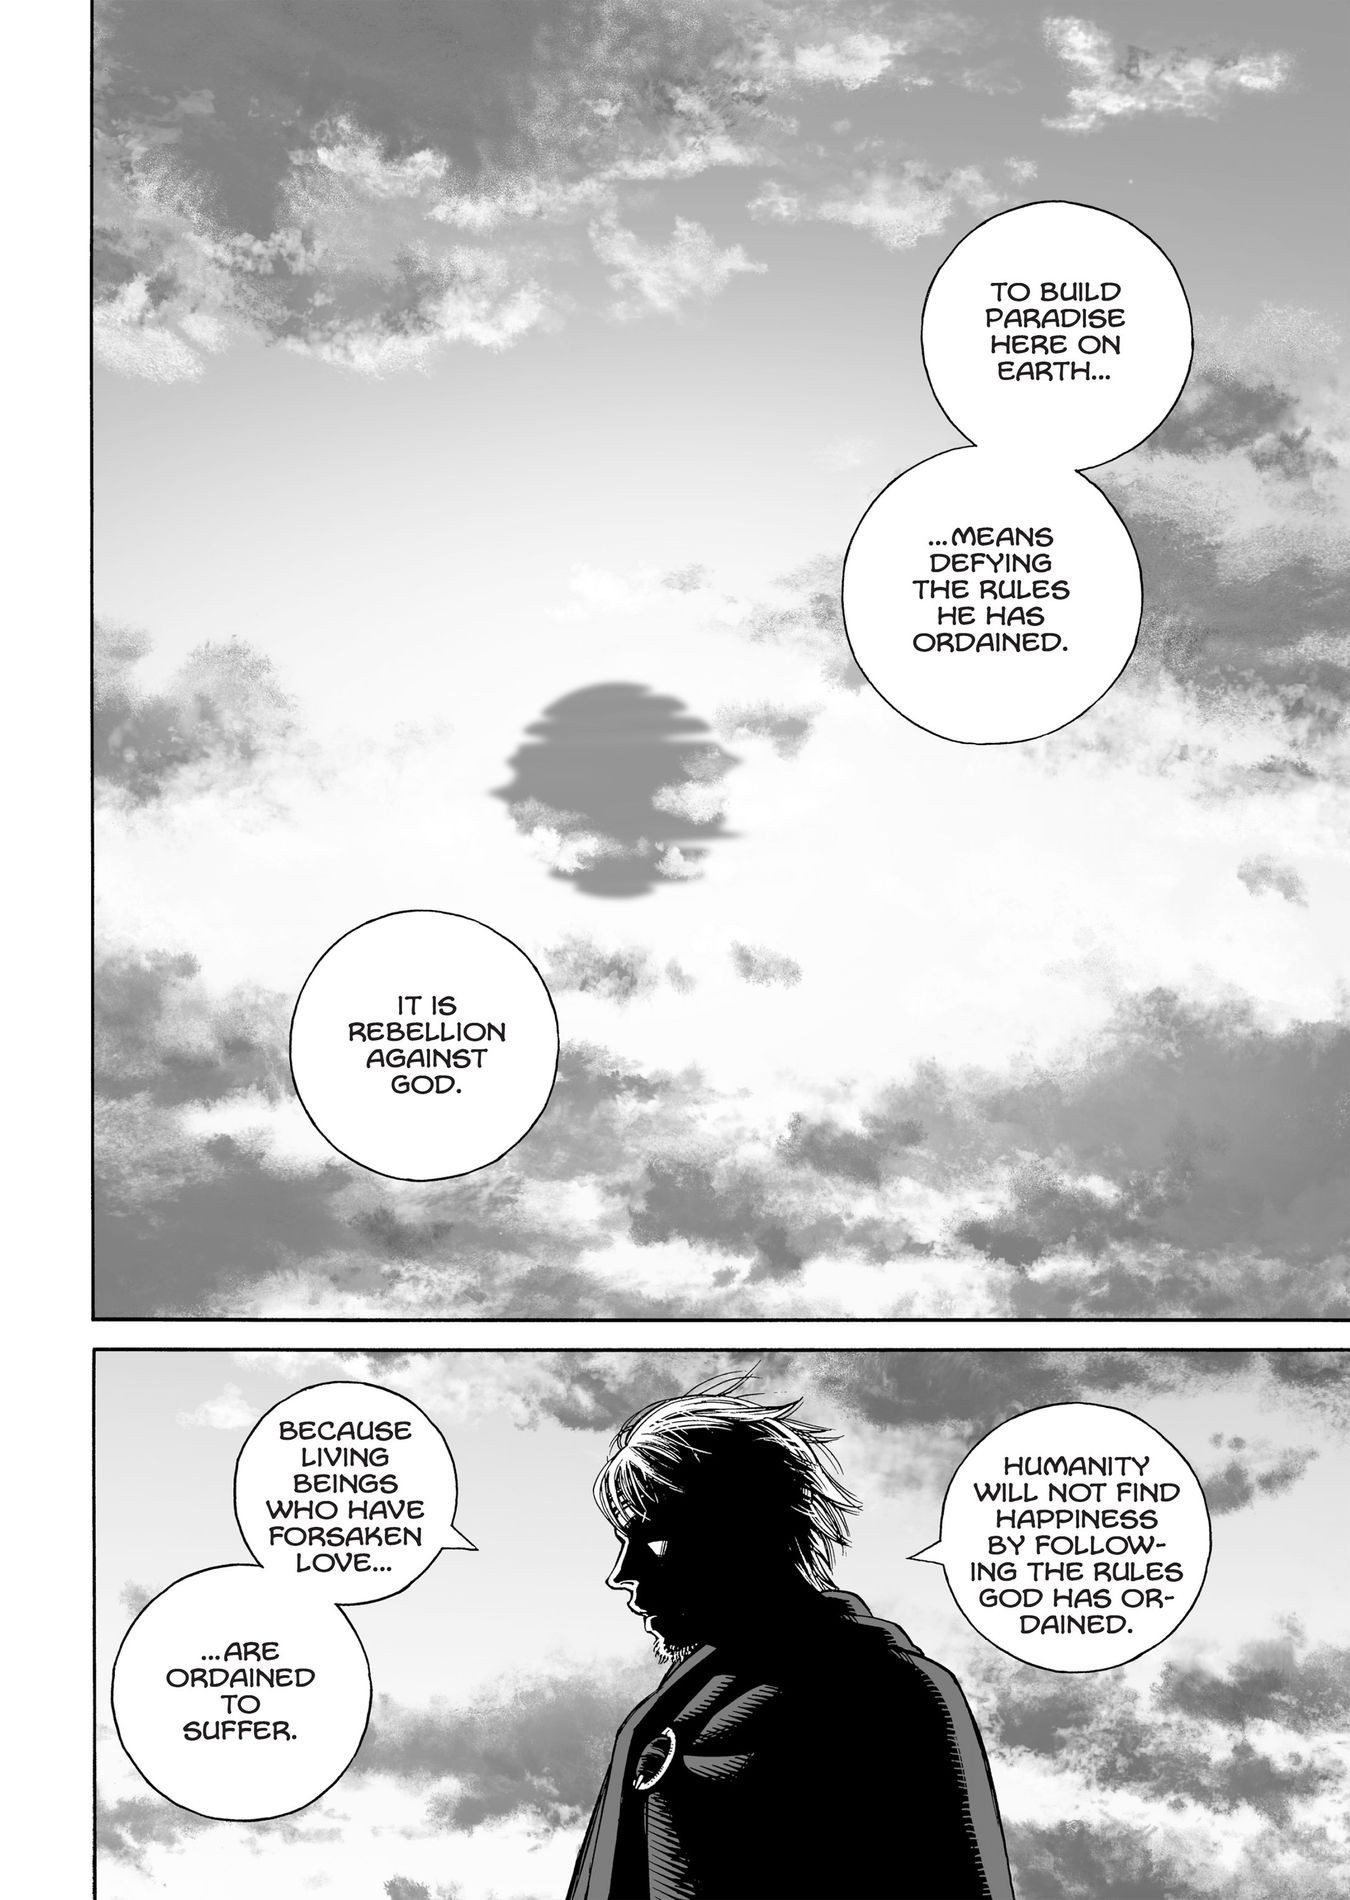 TO BUILD
PARADISE
HERE ON
EARTH...
...MEANS
DEFYING
THE RULES
HE HAS
ORDAINED.
IT IS
REBELLION
AGAINST
GOD.
HUMANITY
WILL NOT FIND
HAPPINESS
BY FOLLOW-
ING THE RULES
GOD HAS OR-
DAINED.
BECAUSE
LIVING
BEINGS
WHO HAVE
FORSAKEN
LOVE...
...ARE
ORDAINED
TO
SUFFER.